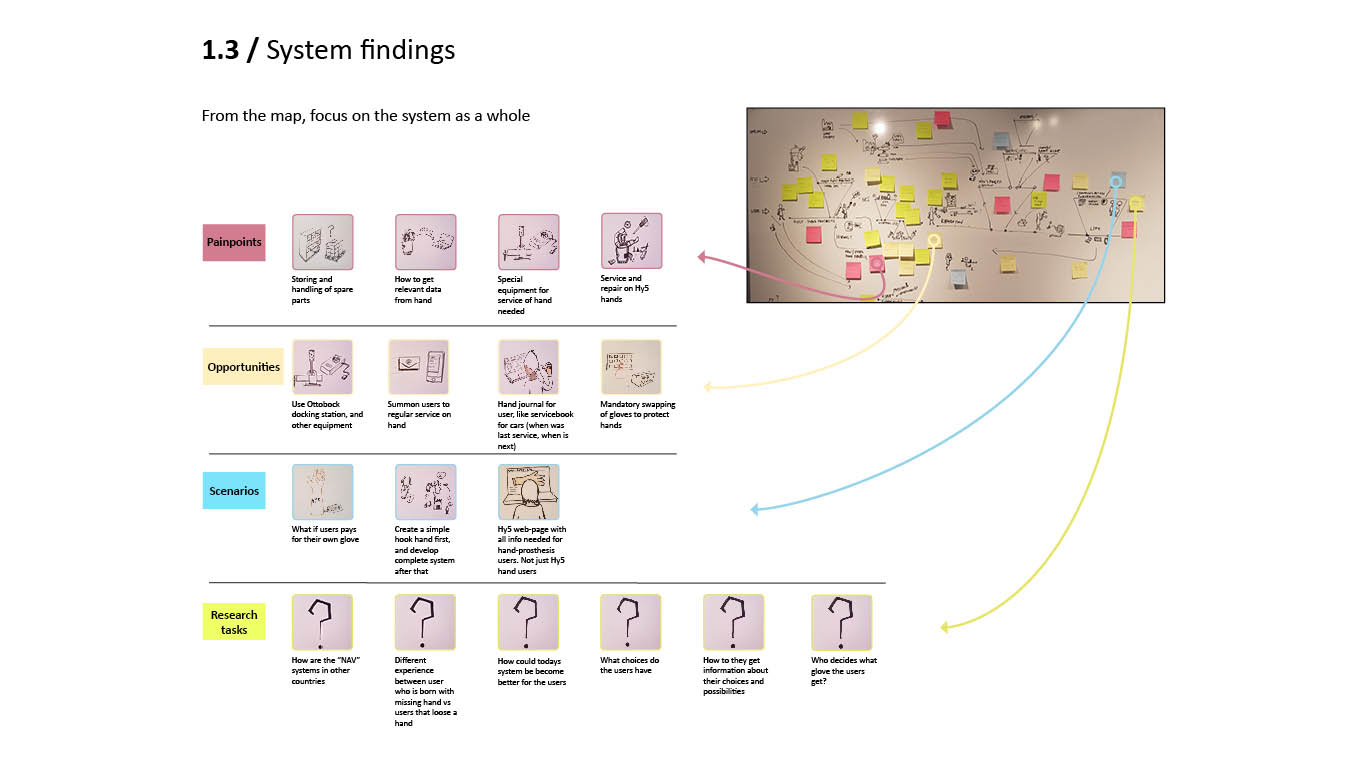 1.3 / System findings
From the map, focus on the system as a whole
Painpoints
Storing and
handling of spare
parts
How to get
relevant data
from hand
Special
equipment for
service of hand
needed
Service and
repair on Hy5
hands
Opportunities
Use Ottobock
docking station, and
other equipment
Summon users to
regular service on
hand
Hand journal for
user, like servicebook
for cars (when was
last service, when is
next)
Mandatory swapping
of gloves to protect
hands
Scenarios
What if users pays
for their own glove
Create a simple
hook hand first,
and develop
complete system
after that
Hy5 web-page with
all info needed for
hand-prosthesis
users. Not just Hy5
hand users
Research
tasks
How are the "NAV"
systems in other
countries
Different
experience
between user
who is born with
missing hand vs
users that loose a
hand
How could todays
system be become
better for the users
What choices do
the users have
How to they get
information about
their choices and
possibilities
Who decides what
glove the users
get?